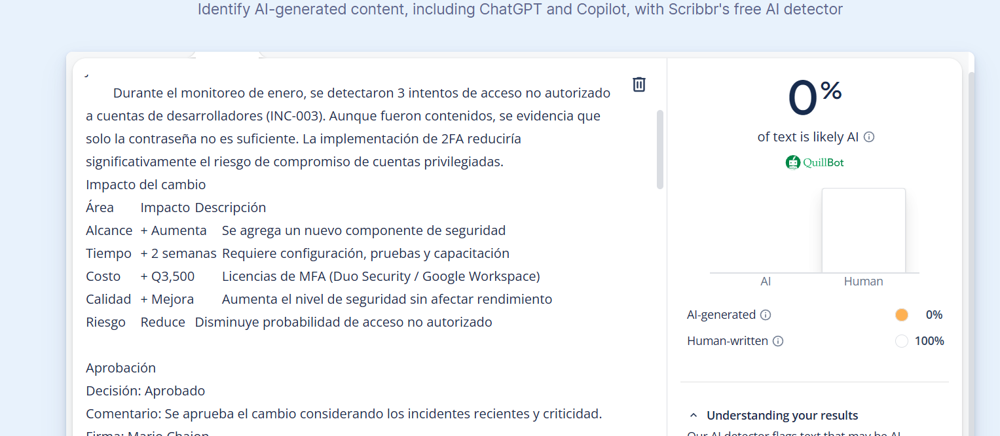 Identify AI-generated content, including ChatGPT and Copilot, with Scribbr's free AI detector
Durante el monitoreo de enero, se detectaron 3 intentos de acceso no autorizado
a cuentas de desarrolladores (INC-003). Aunque fueron contenidos, se evidencia que
solo la contraseña no es suficiente. La implementación de 2FA reduciría
significativamente el riesgo de compromiso de cuentas privilegiadas.
Impacto del cambio
Área Impacto Descripción
Alcance + Aumenta Se agrega un nuevo componente de seguridad
Tiempo + 2 semanas Requiere configuración, pruebas y capacitación
Costo + Q3,500 Licencias de MFA (Duo Security / Google Workspace)
Calidad + Mejora Aumenta el nivel de seguridad sin afectar rendimiento
Riesgo Reduce Disminuye probabilidad de acceso no autorizado
Aprobación
Decisión: Aprobado
Comentario: Se aprueba el cambio considerando los incidentes recientes y criticidad.
Firma: Mario Chajon
0%
of text is likely AI
QuillBot
AI Human
AI-generated 0%
Human-written 100%
Understanding your results
Our AI detector flags text that may be AI